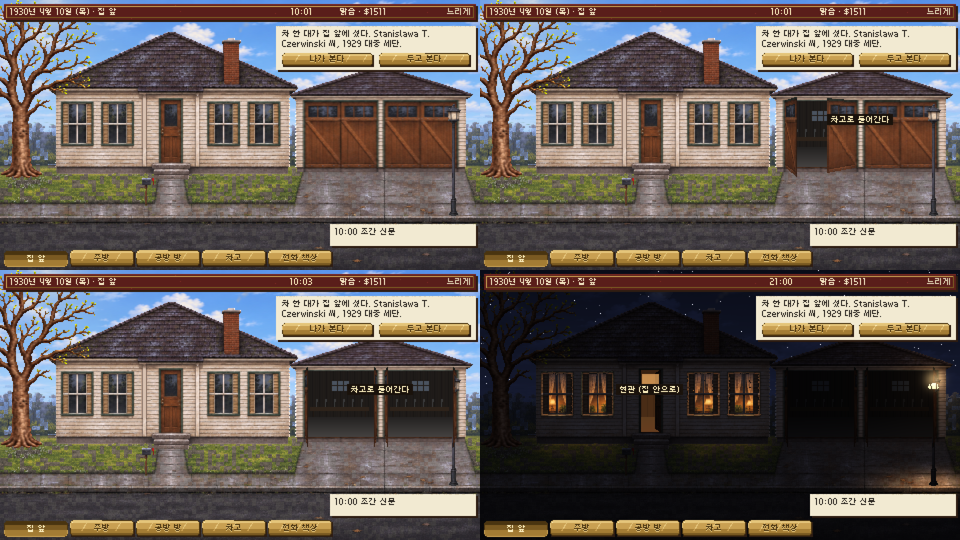 1930년 4월 10일 (목) · 집 앞 10:01 맑음 · $1511 느리게
차 한 대가 집 앞에 섰다. Stanislawa T.
Czerwinski 씨, 1929 대중 세단.
나가 본다 두고 본다
10:00 조간 신문
집 앞 주방 공방 방 차고 전화 책상
1930년 4월 10일 (목) · 집 앞 10:01 맑음 · $1511 느리게
차 한 대가 집 앞에 섰다. Stanislawa T.
Czerwinski 씨, 1929 대중 세단.
나가 본다 두고 본다
차고로 들어간다
10:00 조간 신문
집 앞 주방 공방 방 차고 전화 책상
1930년 4월 10일 (목) · 집 앞 10:03 맑음 · $1511 느리게
차 한 대가 집 앞에 섰다. Stanislawa T.
Czerwinski 씨, 1929 대중 세단.
나가 본다 두고 본다
차고로 들어간다
10:00 조간 신문
집 앞 주방 공방 방 차고 전화 책상
1930년 4월 10일 (목) · 집 앞 21:00 맑음 · $1511 느리게
차 한 대가 집 앞에 섰다. Stanislawa T.
Czerwinski 씨, 1929 대중 세단.
나가 본다 두고 본다
현관 (집 안으로)
10:00 조간 신문
집 앞 주방 공방 방 차고 전화 책상